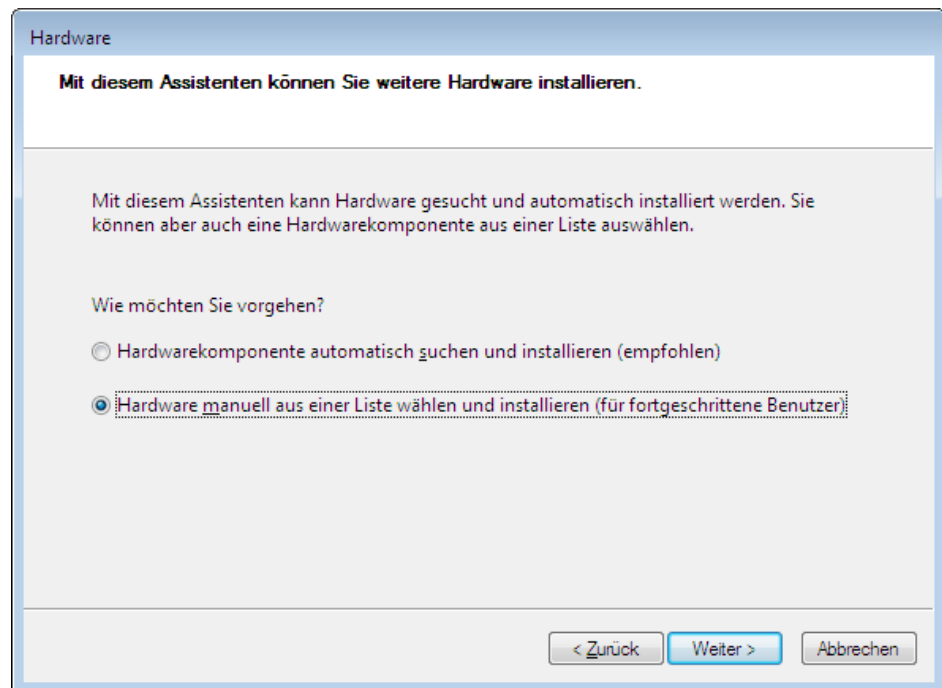 Hardware
Mit diesem Assistenten können Sie weitere Hardware installieren.
Mit diesem Assistenten kann Hardware gesucht und automatisch installiert werden. Sie
können aber auch eine Hardwarekomponente aus einer Liste auswählen.
Wie möchten Sie vorgehen?
Hardwarekomponente automatisch suchen und installieren (empfohlen)
Hardware manuell aus einer Liste wählen und installieren (für fortgeschrittene Benutzer)
< Zurück Weiter > Abbrechen